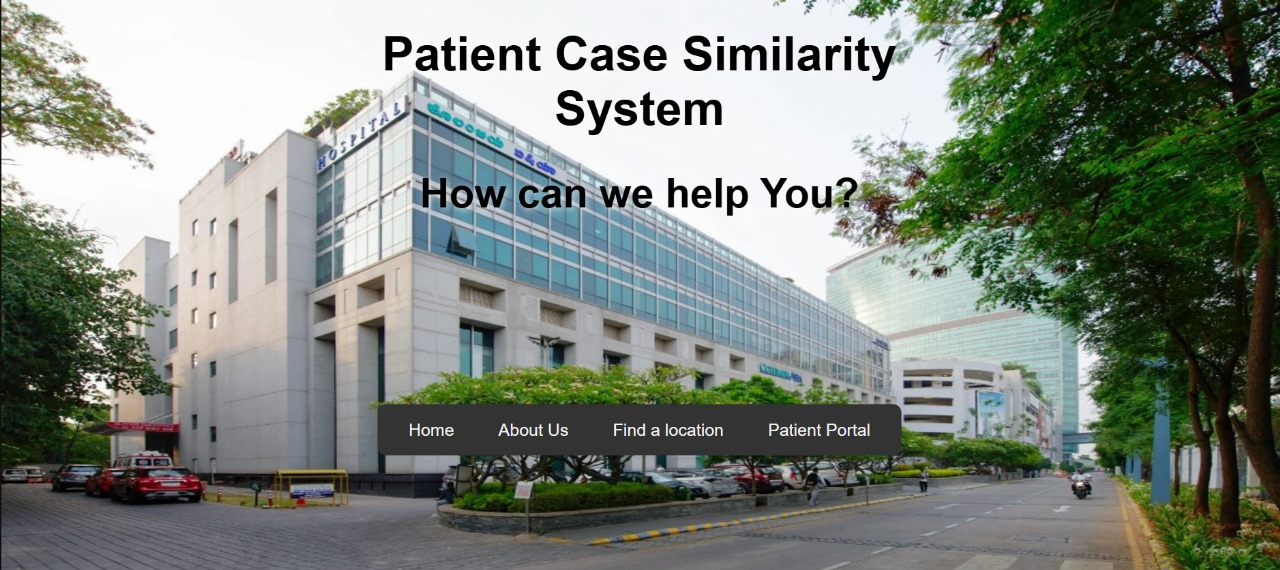 Patient Case Similarity
System
HOSPITAL
How can we help You?
Home
About Us
Find a location
Patient Portal